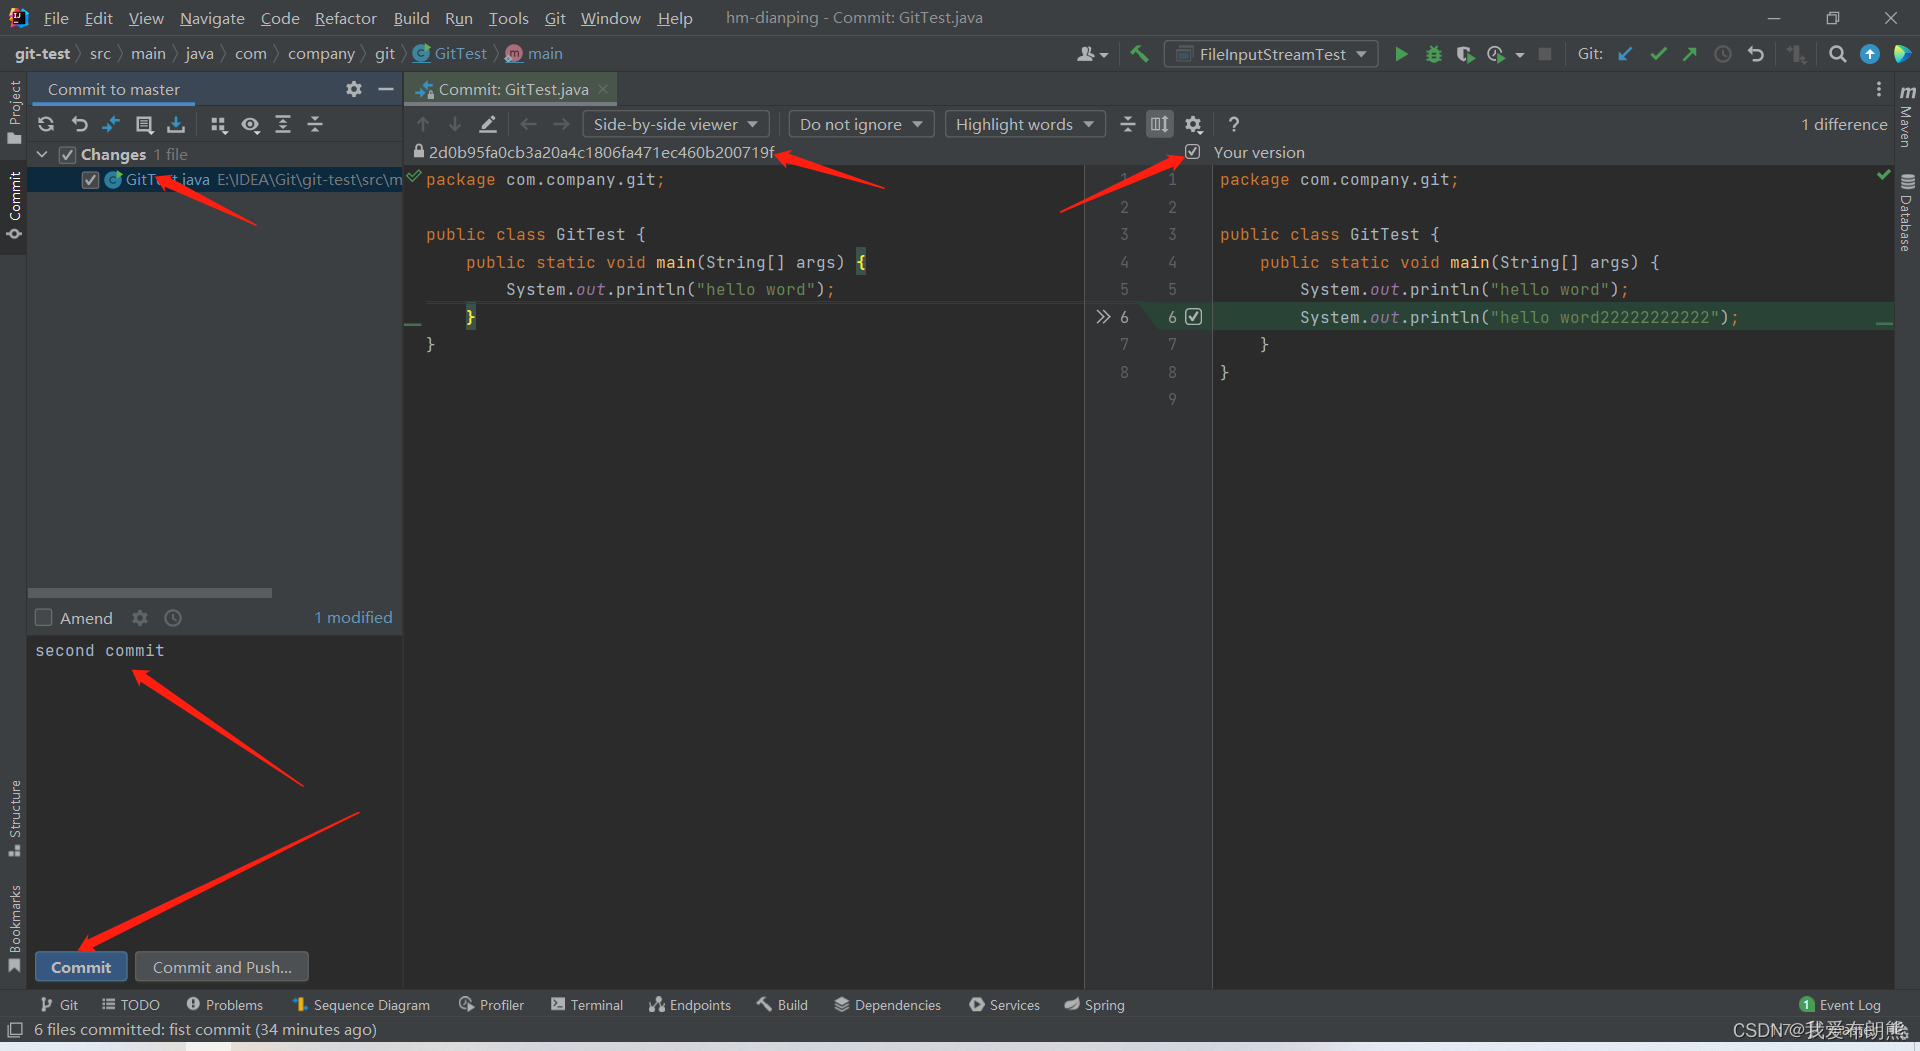 File Edit View Navigate Code Refactor Build Run Tools Git Window Help hm-dianping - Commit: GitTest.java
git-test src main java com company git GitTest main FileInputStreamTest Git:
Project
Commit
Structure
Bookmarks
Commit to master
Changes 1 file
GitTest.java E:\IDEA\Git\git-test\src\m
Amend 1 modified
second commit
Commit Commit and Push...
Commit: GitTest.java
Side-by-side viewer Do not ignore Highlight words ? 1 difference
2d0b95fa0cb3a20a4c1806fa471ec460b200719f
package com.company.git; 1
2
public class GitTest { 3
public static void main(String[] args) { 4
System.out.println("hello word"); 5
} 6
} 7
8
Your version
1 package com.company.git;
2
3 public class GitTest {
4 public static void main(String[] args) {
5 System.out.println("hello word");
6 System.out.println("hello word22222222222");
7 }
8 }
9
m
Maven
Database
Git TODO Problems Sequence Diagram Profiler Terminal Endpoints Build Dependencies Services Spring 1 Event Log
6 files committed: fist commit (34 minutes ago)
CSDN @我爱布朗熊